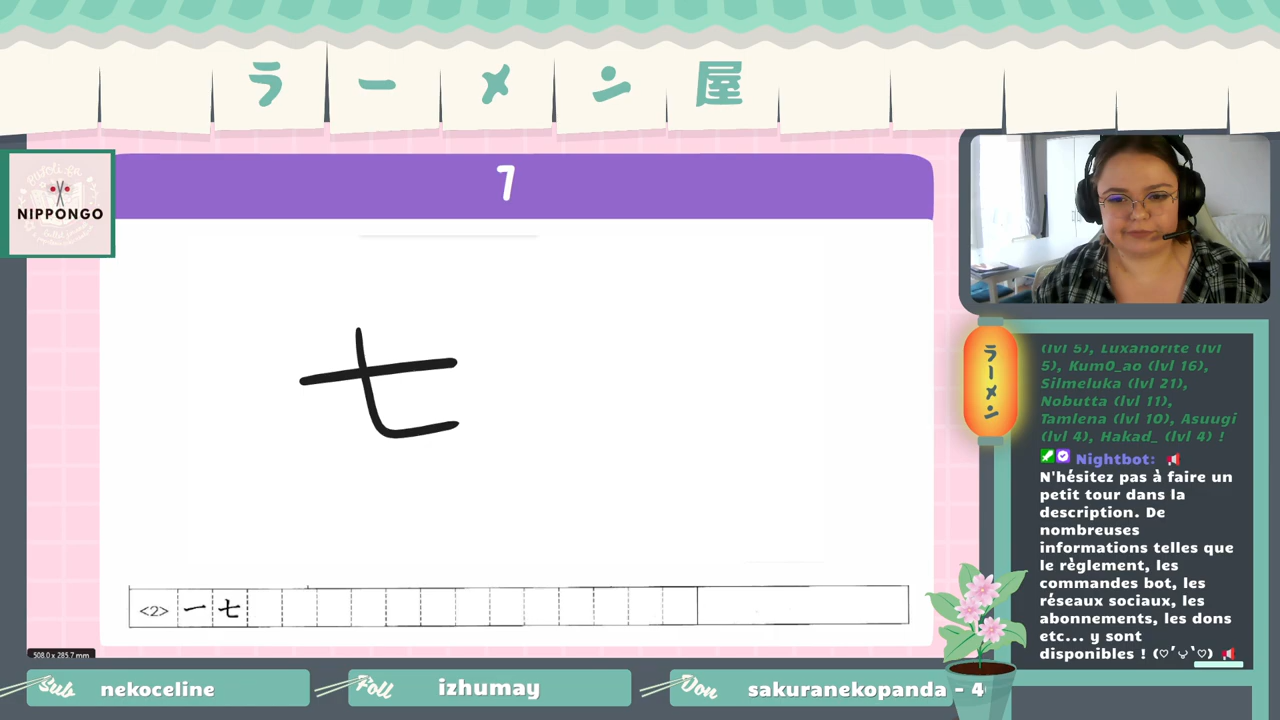 ラーメン屋
NIPPONGO
7
七
<2> 一 七
508.0 x 285.7 mm
ラーメン
(lvl 5), Luxanorite (lvl
5), Kum0_ao (lvl 16),
Silmeluka (lvl 21),
Nobutta (lvl 11),
Tamlena (lvl 10), Asuugi
(lvl 4), Hakad_ (lvl 4) !
Nightbot:
N'hésitez pas à faire un
petit tour dans la
description. De
nombreuses
informations telles que
le règlement, les
commandes bot, les
réseaux sociaux, les
abonnements, les dons
etc... y sont
disponibles ! (♡´◡`♡)
Sub nekoceline
Foll izhumay
Don sakuranekopanda - 4